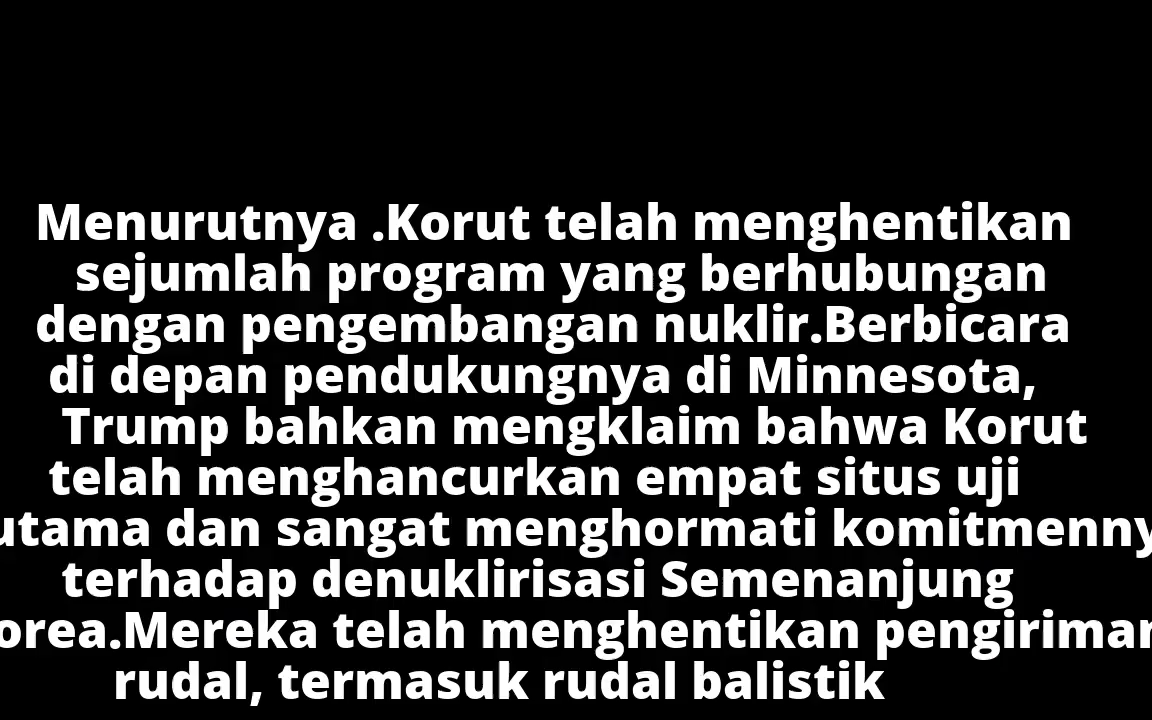 Menurutnya .Korut telah menghentikan
sejumlah program yang berhubungan
dengan pengembangan nuklir.Berbicara
di depan pendukungnya di Minnesota,
Trump bahkan mengklaim bahwa Korut
telah menghancurkan empat situs uji
utama dan sangat menghormati komitmenny
terhadap denuklirisasi Semenanjung
orea.Mereka telah menghentikan pengiriman
rudal, termasuk rudal balistik